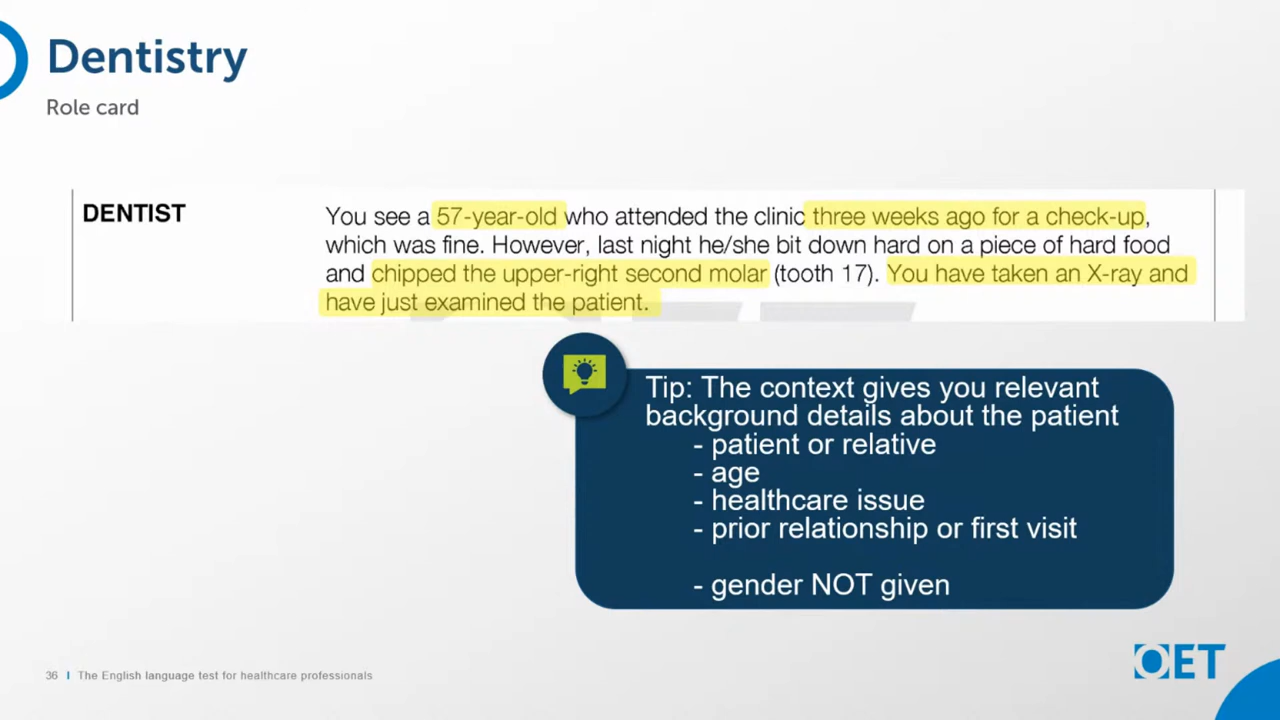 Dentistry
Role card
DENTIST
You see a 57-year-old who attended the clinic three weeks ago for a check-up,
which was fine. However, last night he/she bit down hard on a piece of hard food
and chipped the upper-right second molar (tooth 17). You have taken an X-ray and
have just examined the patient.
Tip: The context gives you relevant
background details about the patient
- patient or relative
- age
- healthcare issue
- prior relationship or first visit
- gender NOT given
36 | The English language test for healthcare professionals
OET